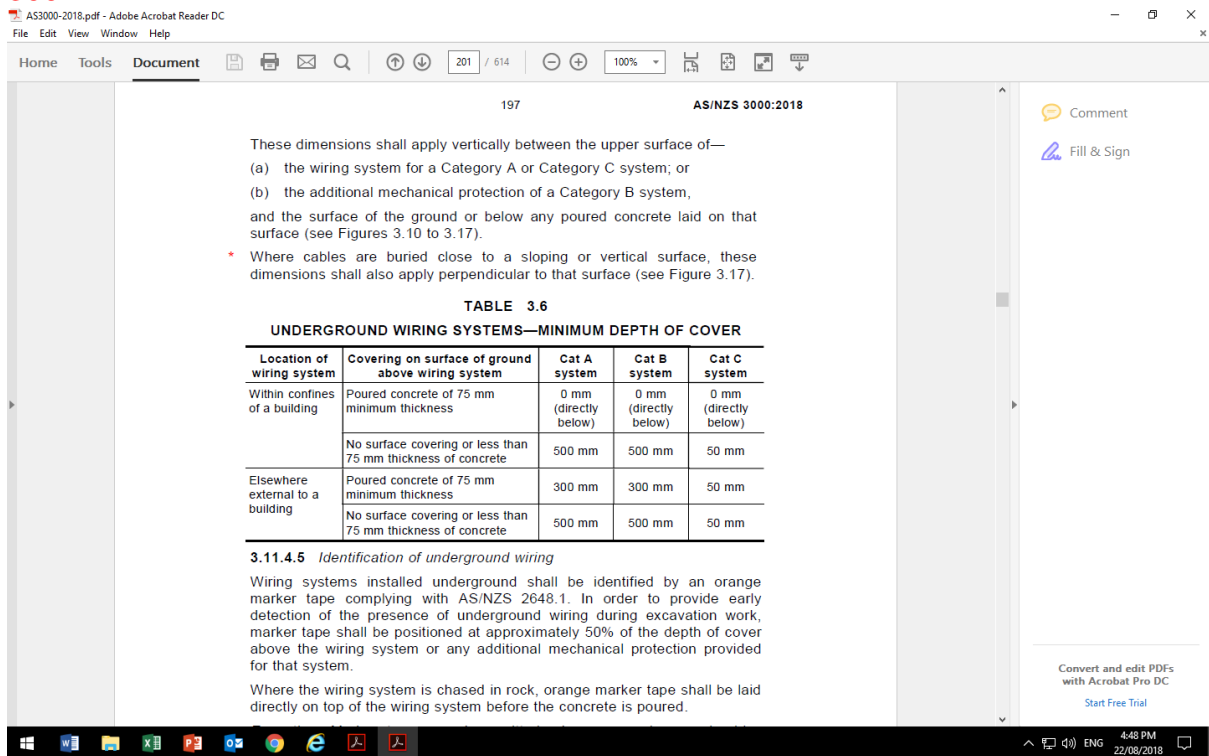 AS3000-2018.pdf - Adobe Acrobat Reader DC
File Edit View Window Help
Home Tools Document 201 / 614 100%
197 AS/NZS 3000:2018
These dimensions shall apply vertically between the upper surface of—
(a) the wiring system for a Category A or Category C system; or
(b) the additional mechanical protection of a Category B system,
and the surface of the ground or below any poured concrete laid on that
surface (see Figures 3.10 to 3.17).
* Where cables are buried close to a sloping or vertical surface, these
dimensions shall also apply perpendicular to that surface (see Figure 3.17).
TABLE 3.6
UNDERGROUND WIRING SYSTEMS—MINIMUM DEPTH OF COVER
Location of wiring system Covering on surface of ground above wiring system Cat A system Cat B system Cat C system
Within confines of a building Poured concrete of 75 mm minimum thickness 0 mm (directly below) 0 mm (directly below) 0 mm (directly below)
No surface covering or less than 75 mm thickness of concrete 500 mm 500 mm 50 mm
Elsewhere external to a building Poured concrete of 75 mm minimum thickness 300 mm 300 mm 50 mm
No surface covering or less than 75 mm thickness of concrete 500 mm 500 mm 50 mm
3.11.4.5 Identification of underground wiring
Wiring systems installed underground shall be identified by an orange
marker tape complying with AS/NZS 2648.1. In order to provide early
detection of the presence of underground wiring during excavation work,
marker tape shall be positioned at approximately 50% of the depth of cover
above the wiring system or any additional mechanical protection provided
for that system.
Where the wiring system is chased in rock, orange marker tape shall be laid
directly on top of the wiring system before the concrete is poured.
Comment
Fill & Sign
Convert and edit PDFs
with Acrobat Pro DC
Start Free Trial
ENG
4:48 PM
22/08/2018